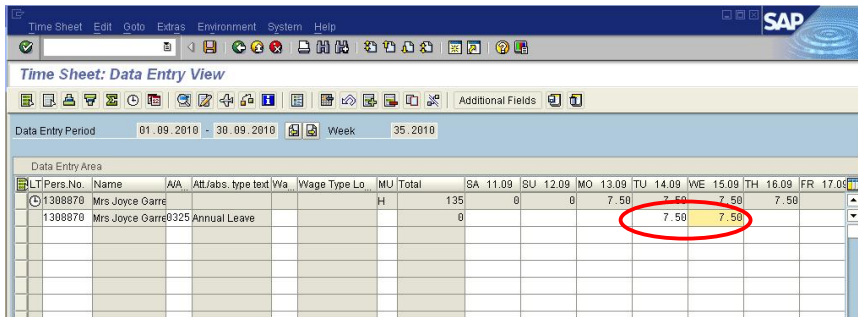 Time Sheet Edit Goto Extras Environment System Help
SAP
Time Sheet: Data Entry View
Additional Fields
Data Entry Period 01.09.2010 - 30.09.2010 Week 35.2010
Data Entry Area
LT Pers.No. Name A/A... Att./abs. type text Wa... Wage Type Lo... MU Total SA 11.09 SU 12.09 MO 13.09 TU 14.09 WE 15.09 TH 16.09 FR 17.09
1308870 Mrs Joyce Garre H 135 0 0 7.50 7.50 7.50 7.50
1308870 Mrs Joyce Garre 0325 Annual Leave 0 7.50 7.50